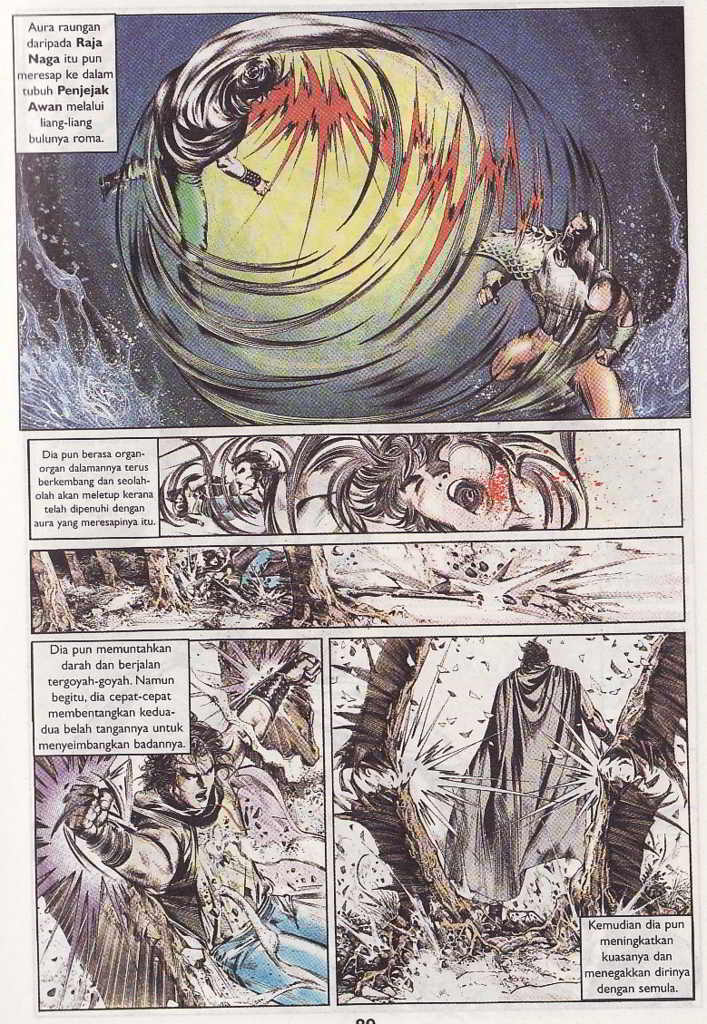 Aura raungan
daripada Raja
Naga itu pun
meresap ke dalam
tubuh Penjejak
Awan melalui
liang-liang
bulunya roma.
Dia pun berasa organ-
organ dalamannya terus
berkembang dan seolah-
olah akan meletup kerana
telah dipenuhi dengan
aura yang meresapinya itu.
Dia pun memuntahkan
darah dan berjalan
tergoyah-goyah. Namun
begitu, dia cepat-cepat
membentangkan kedua-
dua belah tangannya untuk
menyeimbangkan badannya.
Kemudian dia pun
meningkatkan
kuasanya dan
menegakkan dirinya
dengan semula.